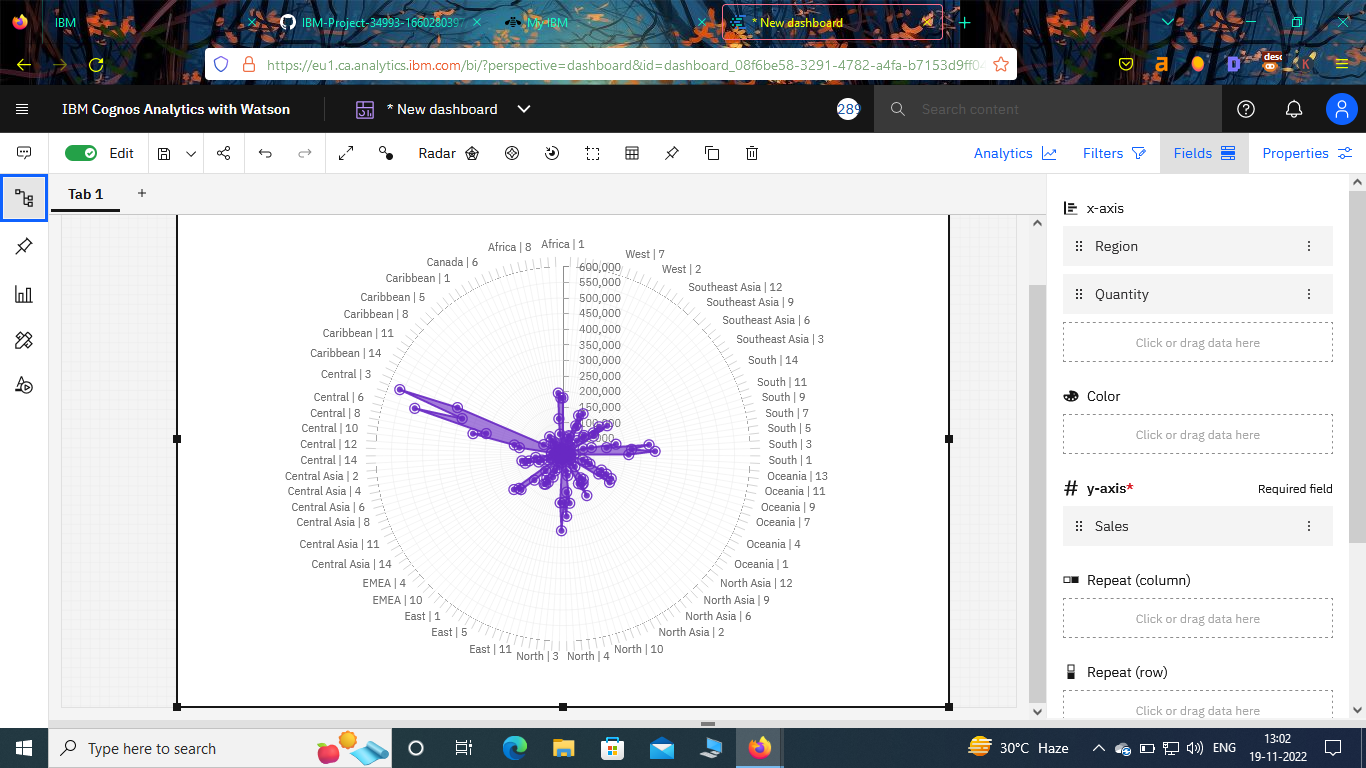 IBM
IBM-Project-34993-1660280397
My IBM
* New dashboard
https://eu1.ca.analytics.ibm.com/bi/?perspective=dashboard&id=dashboard_08f6be58-3291-4782-a4fa-b7153d9ff04
desc
IBM Cognos Analytics with Watson
* New dashboard
289
Search content
Edit
Radar
Analytics
Filters
Fields
Properties
Tab 1
Africa | 8
Africa | 1
West | 7
Canada | 6
West | 2
Caribbean | 1
Southeast Asia | 12
Caribbean | 5
Southeast Asia | 9
Caribbean | 8
Southeast Asia | 6
Caribbean | 11
Southeast Asia | 3
Caribbean | 14
South | 14
Central | 3
South | 11
Central | 6
South | 9
Central | 8
South | 7
Central | 10
South | 5
Central | 12
South | 3
Central | 14
South | 1
Central Asia | 2
Oceania | 13
Central Asia | 4
Oceania | 11
Central Asia | 6
Oceania | 9
Central Asia | 8
Oceania | 7
Central Asia | 11
Oceania | 4
Central Asia | 14
Oceania | 1
EMEA | 4
North Asia | 12
EMEA | 10
North Asia | 9
East | 1
North Asia | 6
East | 5
North Asia | 2
East | 11
North | 3
North | 4
North | 10
600,000
550,000
500,000
450,000
400,000
350,000
300,000
250,000
200,000
150,000
100,000
x-axis
Region
Quantity
Click or drag data here
Color
Click or drag data here
y-axis*
Required field
Sales
Repeat (column)
Click or drag data here
Repeat (row)
Click or drag data here
Type here to search
30°C Haze
ENG
13:02
19-11-2022